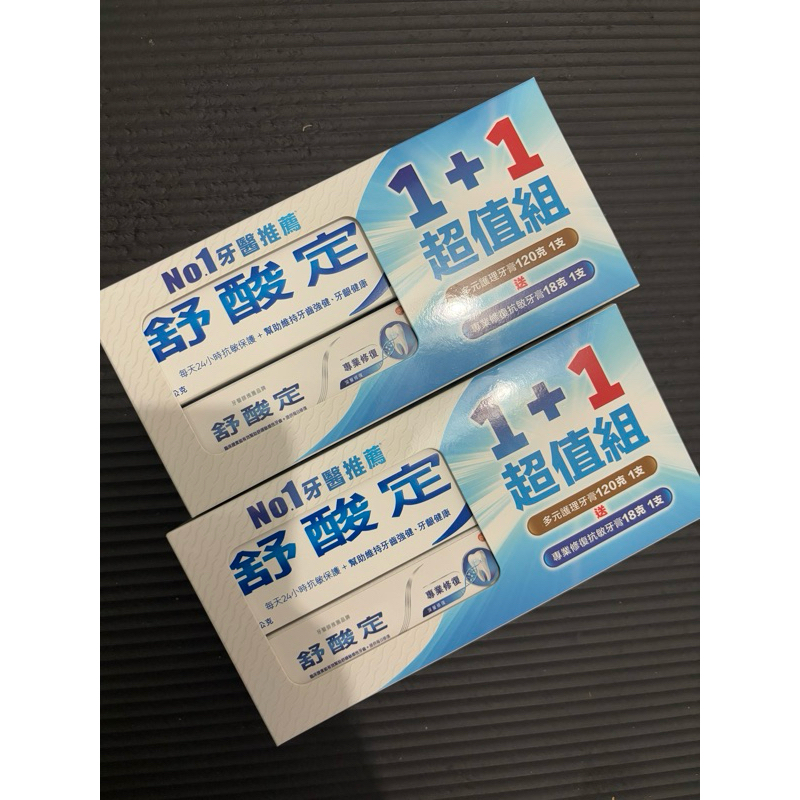 No.1牙醫推薦
舒酸定
每天24小時抗敏保護+幫助維持牙齒強健、牙齦健康
公克
專業修復
舒酸定
1+1
超值組
多元護理牙膏120克 1支
送
專業修復抗敏牙膏18克 1支
No.1牙醫推薦
舒酸定
每天24小時抗敏保護+幫助維持牙齒強健、牙齦健康
公克
專業修復
舒酸定
1+1
超值組
多元護理牙膏120克 1支
送
專業修復抗敏牙膏18克 1支